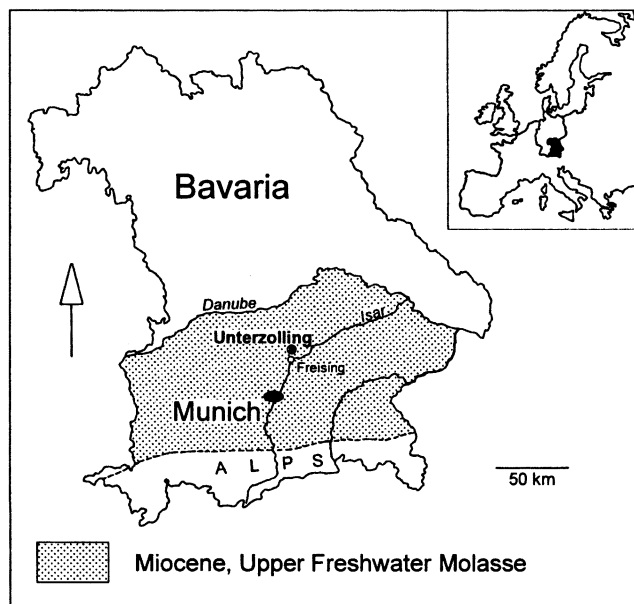 Bavaria
Danube
Isar
Unterzolling
Freising
Munich
A L P S
50 km
Miocene, Upper Freshwater Molasse